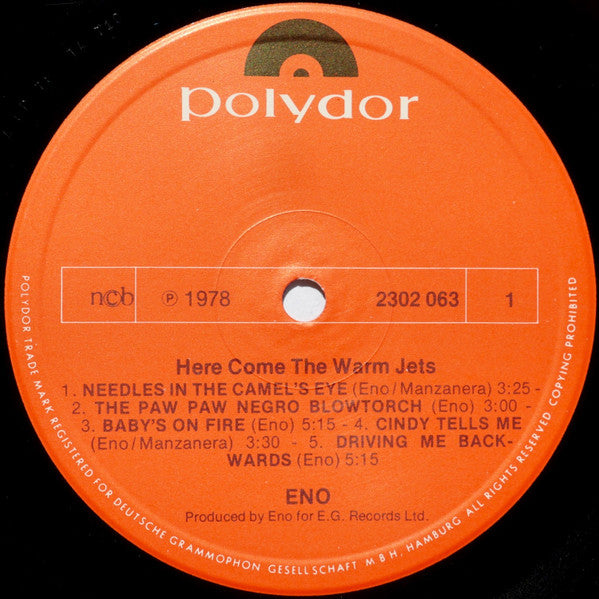 polydor
ncb ℗ 1978 2302 063 1
Here Come The Warm Jets
1. NEEDLES IN THE CAMEL'S EYE (Eno/Manzanera) 3:25 -
2. THE PAW PAW NEGRO BLOWTORCH (Eno) 3:00 -
3. BABY'S ON FIRE (Eno) 5:15 - 4. CINDY TELLS ME
(Eno/Manzanera) 3:30 - 5. DRIVING ME BACK-
WARDS (Eno) 5:15
ENO
Produced by Eno for E.G. Records Ltd.
POLYDOR TRADE MARK REGISTERED FOR DEUTSCHE GRAMMOPHON GESELLSCHAFT M B H, HAMBURG ALL RIGHTS RESERVED COPYING PROHIBITED